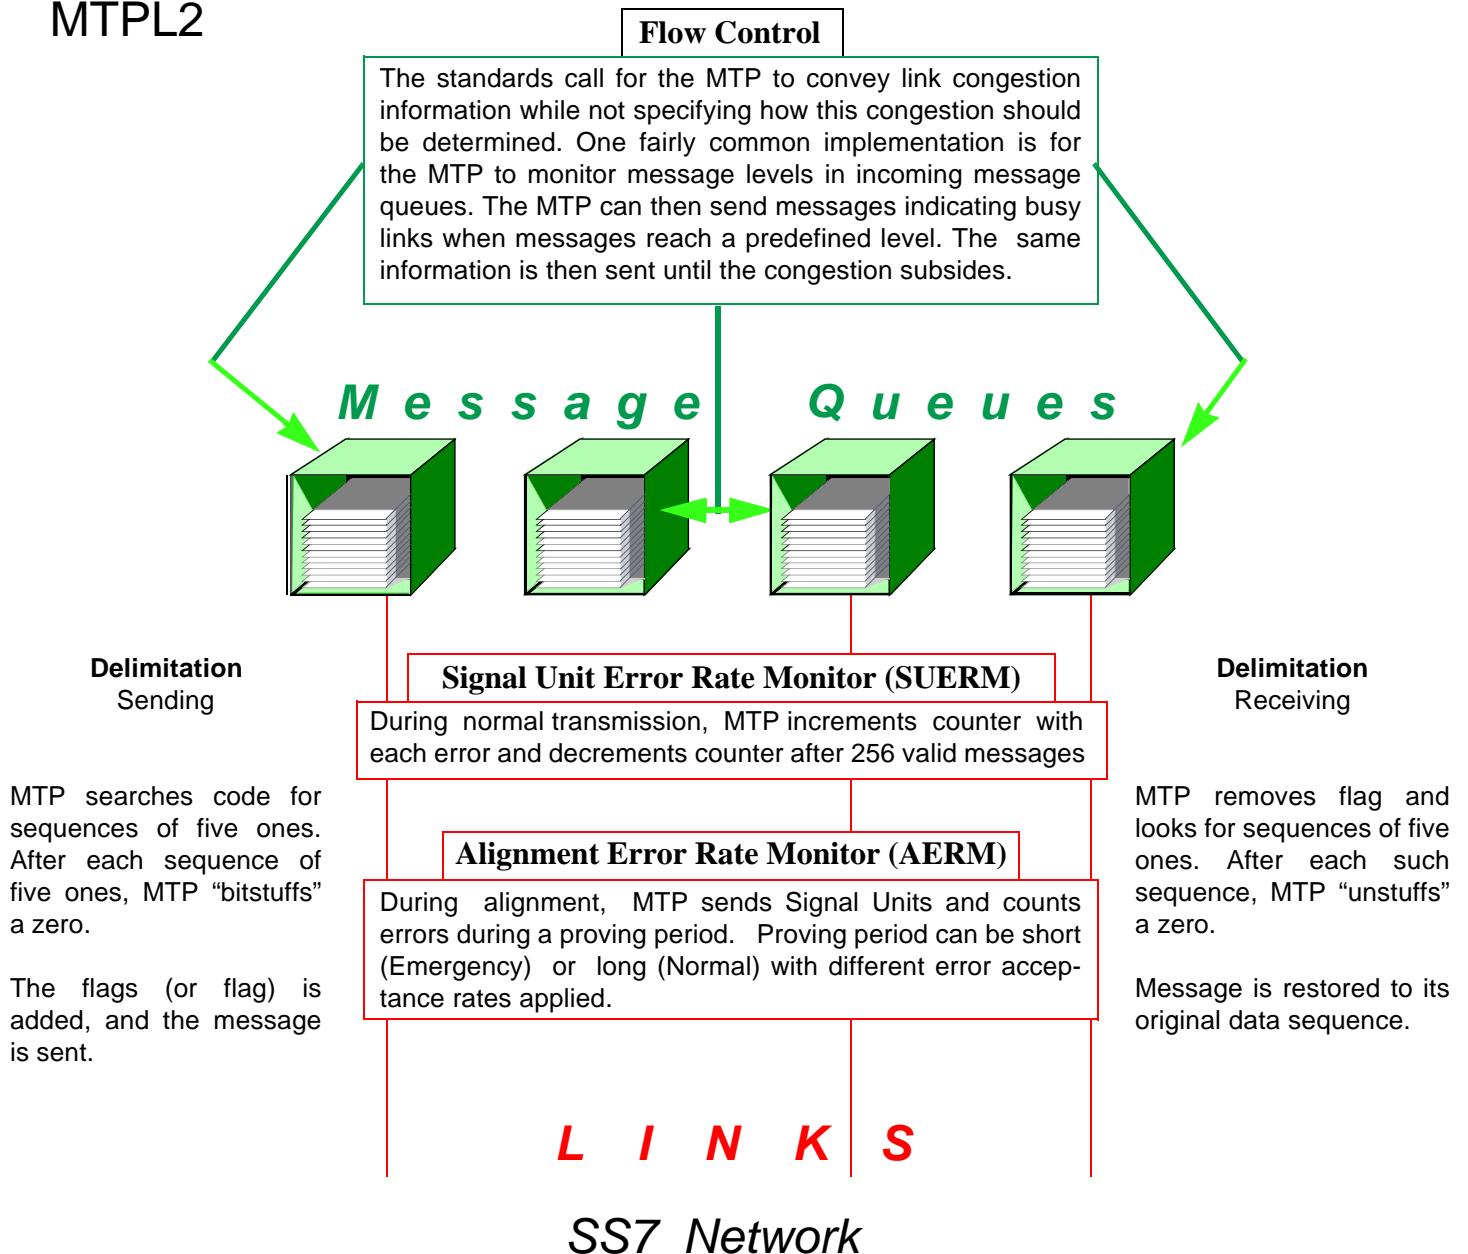 MTPL2
Flow Control
The standards call for the MTP to convey link congestion
information while not specifying how this congestion should
be determined. One fairly common implementation is for
the MTP to monitor message levels in incoming message
queues. The MTP can then send messages indicating busy
links when messages reach a predefined level. The same
information is then sent until the congestion subsides.
Message Queues
Delimitation
Sending
MTP searches code for
sequences of five ones.
After each sequence of
five ones, MTP “bitstuffs”
a zero.
The flags (or flag) is
added, and the message
is sent.
Signal Unit Error Rate Monitor (SUERM)
During normal transmission, MTP increments counter with
each error and decrements counter after 256 valid messages
Alignment Error Rate Monitor (AERM)
During alignment, MTP sends Signal Units and counts
errors during a proving period. Proving period can be short
(Emergency) or long (Normal) with different error accep-
tance rates applied.
Delimitation
Receiving
MTP removes flag and
looks for sequences of five
ones. After each such
sequence, MTP “unstuffs”
a zero.
Message is restored to its
original data sequence.
LINKS
SS7 Network